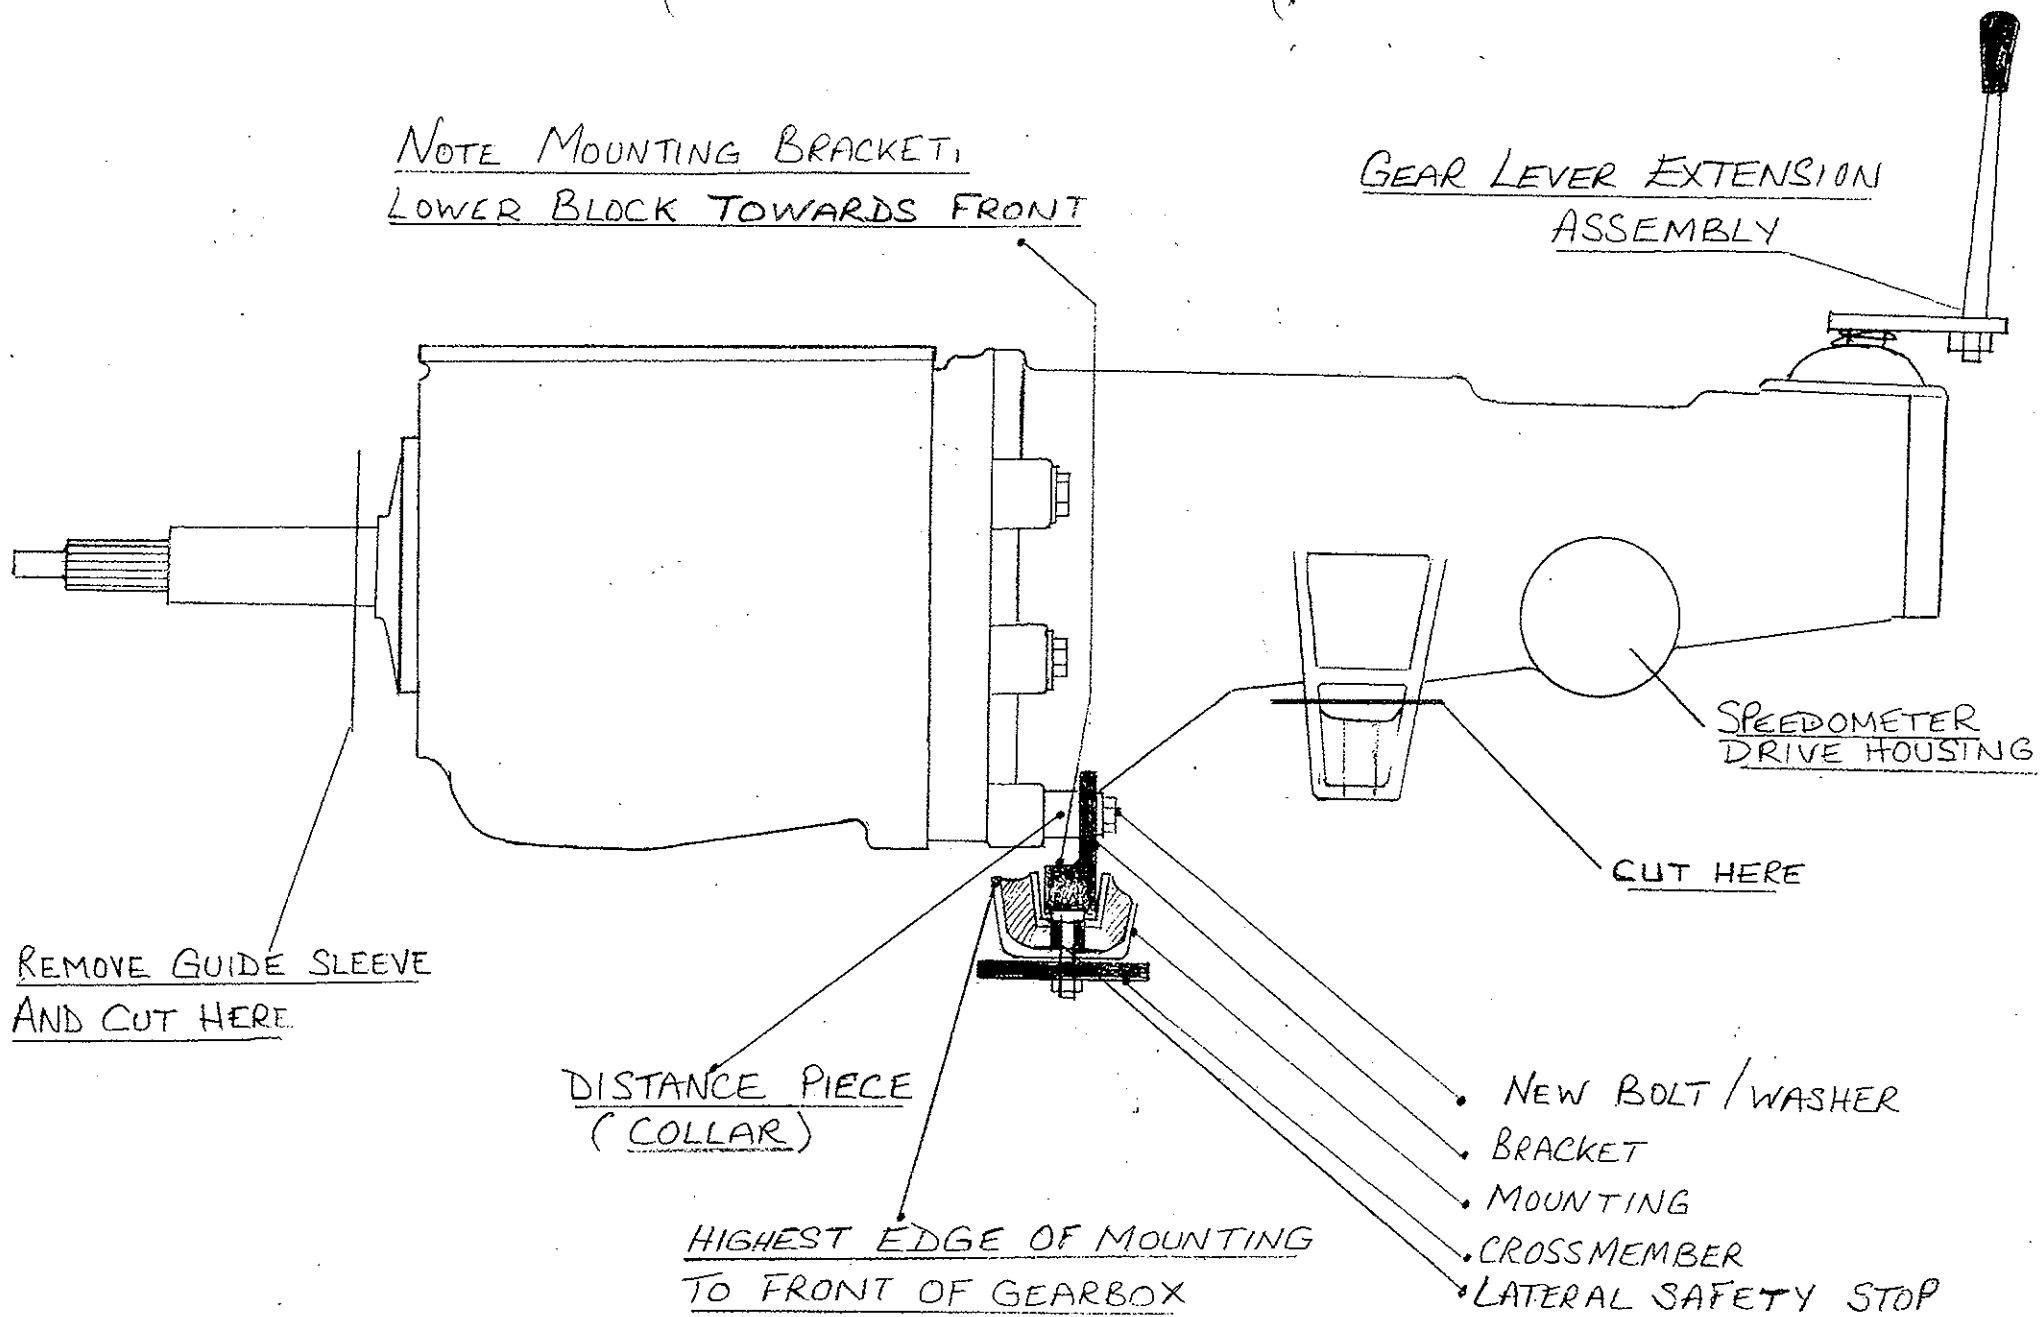 NOTE MOUNTING BRACKET,
LOWER BLOCK TOWARDS FRONT
GEAR LEVER EXTENSION
ASSEMBLY
SPEEDOMETER
DRIVE HOUSING
CUT HERE
REMOVE GUIDE SLEEVE
AND CUT HERE
DISTANCE PIECE
(COLLAR)
HIGHEST EDGE OF MOUNTING
TO FRONT OF GEARBOX
NEW BOLT / WASHER
BRACKET
MOUNTING
CROSSMEMBER
LATERAL SAFETY STOP